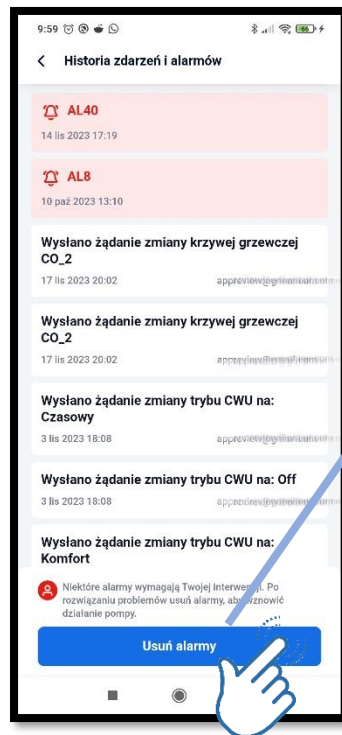 9:59
66
Historia zdarzeń i alarmów
AL40
14 lis 2023 17:19
AL8
10 paź 2023 13:10
Wysłano żądanie zmiany krzywej grzewczej
CO_2
17 lis 2023 20:02
Wysłano żądanie zmiany krzywej grzewczej
CO_2
17 lis 2023 20:02
Wysłano żądanie zmiany trybu CWU na:
Czasowy
3 lis 2023 18:08
Wysłano żądanie zmiany trybu CWU na: Off
3 lis 2023 18:08
Wysłano żądanie zmiany trybu CWU na:
Komfort
Niektóre alarmy wymagają Twojej interwencji. Po
rozwiązaniu problemów usuń alarmy, aby wznowić
działanie pompy.
Usuń alarmy